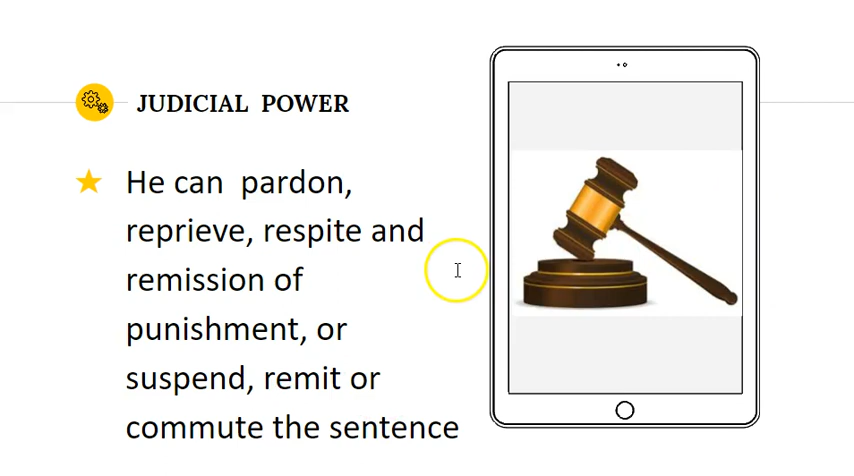 JUDICIAL POWER
He can pardon,
reprieve, respite and
remission of
punishment, or
suspend, remit or
commute the sentence